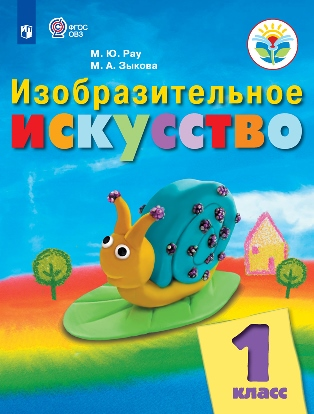 ФГОС
ОВЗ
М. Ю. Рау
М. А. Зыкова
Изобразительное
искусство
1
класс